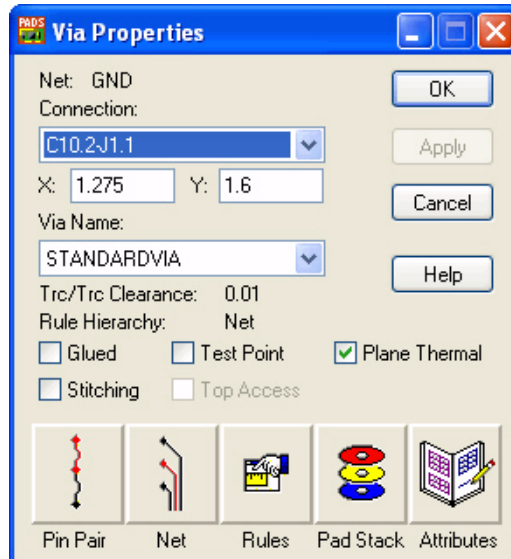 PADS
Via Properties
Net: GND
OK
Connection:
C10.2-J1.1
Apply
X: 1.275 Y: 1.6
Cancel
Via Name:
STANDARDVIA
Help
Trc/Trc Clearance: 0.01
Rule Hierarchy: Net
Glued Test Point Plane Thermal
Stitching Top Access
Pin Pair Net Rules Pad Stack Attributes